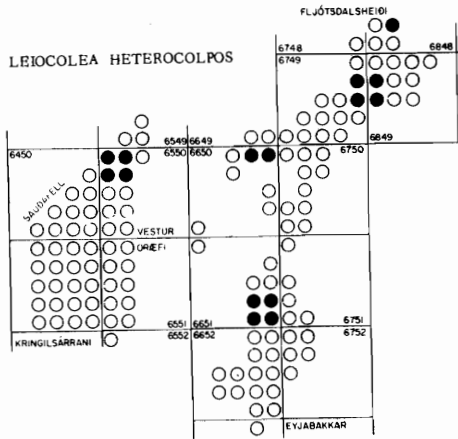 FLJÓTSDALSHEIÐI
6748 6848
LEIOCOLEA HETEROCOLPOS
6749
6549 6649 6849
6450 6550 6650 6750
SAUÐAFELL
VESTUR
ÖRÆFI
6551 6651 6751
KRINGILSÁRRANI 6552 6652 6752
EYJABAKKAR